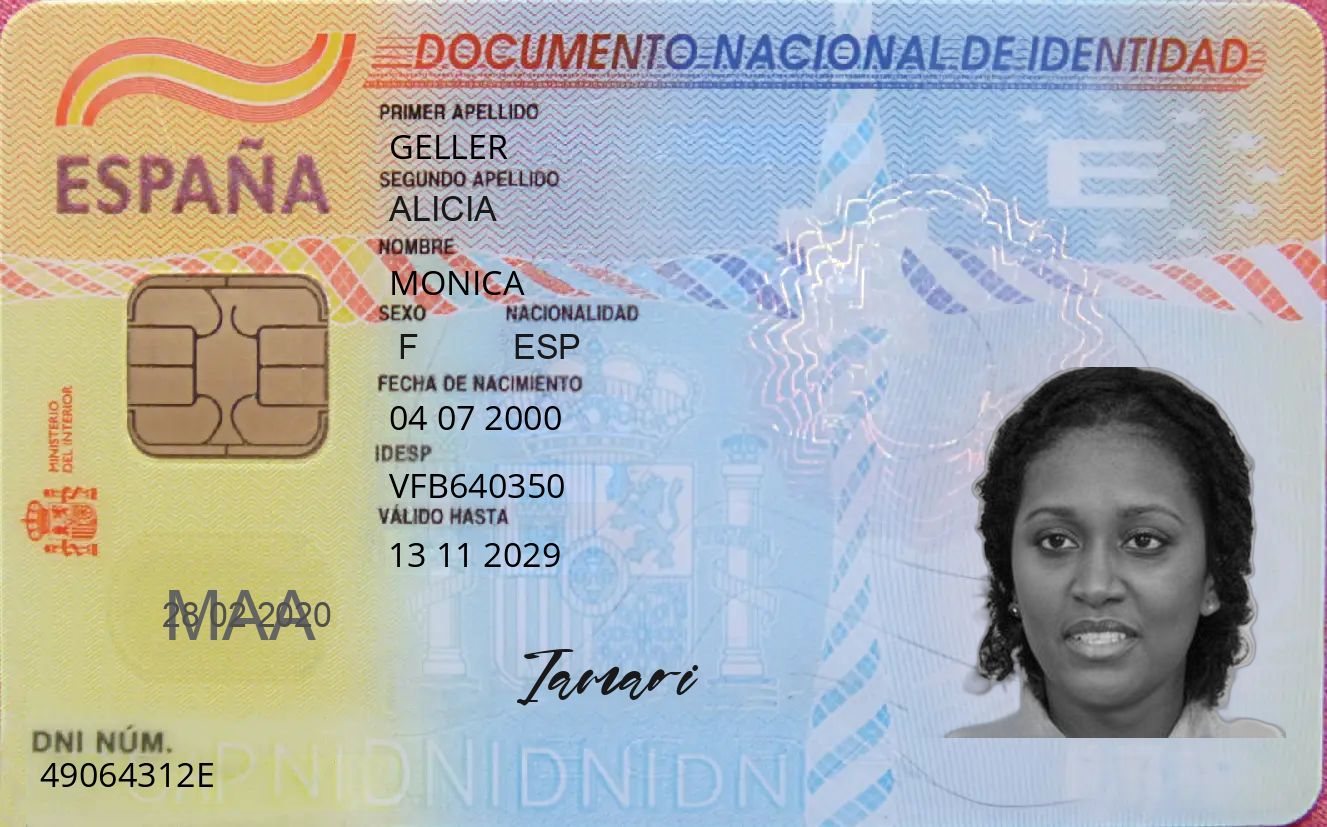 DOCUMENTO NACIONAL DE IDENTIDAD
ESPAÑA
PRIMER APELLIDO
GELLER
SEGUNDO APELLIDO
ALICIA
NOMBRE
MONICA
SEXO NACIONALIDAD
F ESP
FECHA DE NACIMIENTO
04 07 2000
IDESP
VFB640350
VÁLIDO HASTA
13 11 2029
MINISTERIO
DEL INTERIOR
E
MAA
28 02 2020
Tamari
DNI NÚM.
49064312E
DNIDNIDNIDN